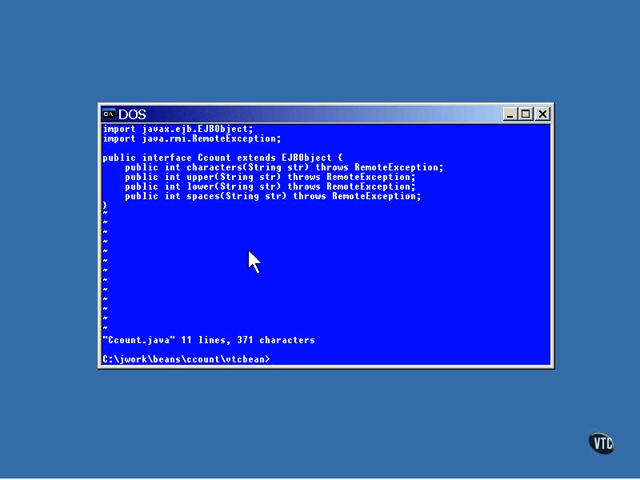 DOS
import javax.ejb.EJBObject;
import java.rmi.RemoteException;
public interface Ccount extends EJBObject {
public int characters(String str) throws RemoteException;
public int upper(String str) throws RemoteException;
public int lower(String str) throws RemoteException;
public int spaces(String str) throws RemoteException;
}
~
~
~
~
~
~
~
~
~
~
~
~
~
"Ccount.java" 11 lines, 371 characters
C:\jwork\beans\ccount\vtcbean>
VTC